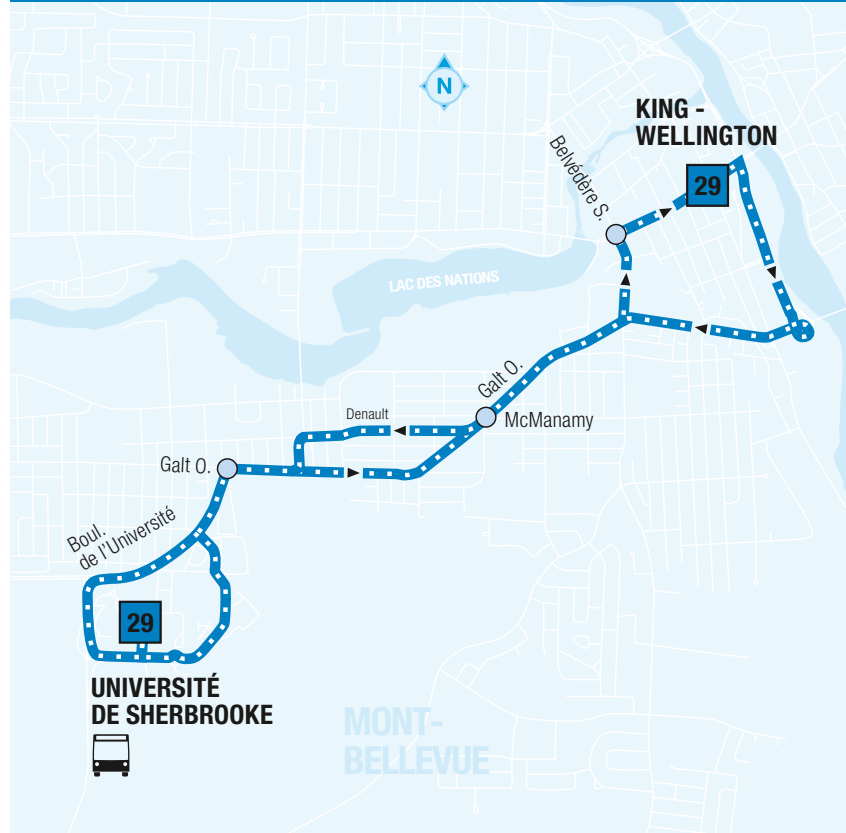 N
KING -
WELLINGTON
29
Belvédère S.
LAC DES NATIONS
Galt O.
Denault
McManamy
Galt O.
Boul.
de l'Université
29
UNIVERSITÉ
DE SHERBROOKE
MONT-
BELLEVUE